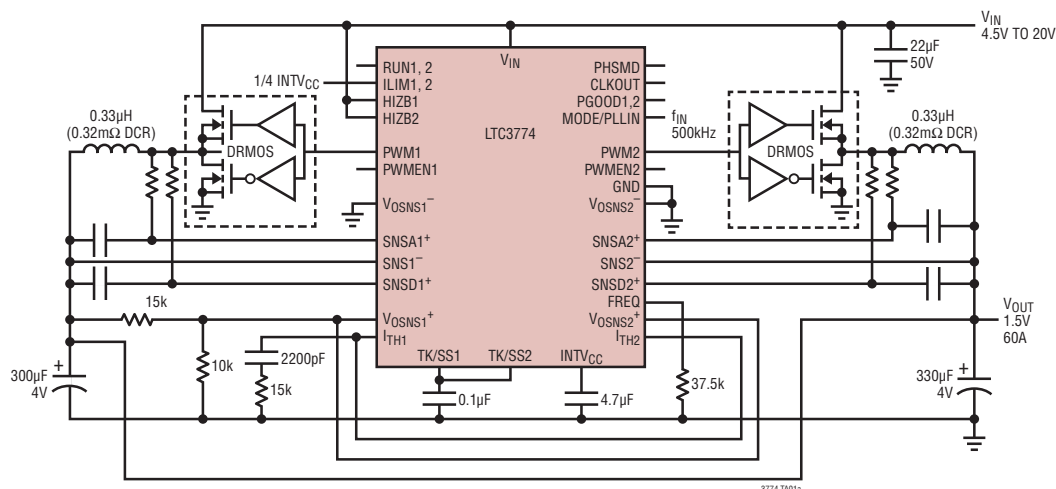 VIN
4.5V TO 20V
22µF
50V
VIN
RUN1, 2
ILIM1, 2
HIZB1
HIZB2
PWM1
PWMEN1
VOSNS1–
SNSA1+
SNS1–
SNSD1+
VOSNS1+
ITH1
TK/SS1
TK/SS2
INTVCC
LTC3774
PHSMD
CLKOUT
PGOOD1,2
MODE/PLLIN
PWM2
PWMEN2
GND
VOSNS2–
SNSA2+
SNS2–
SNSD2+
FREQ
VOSNS2+
ITH2
1/4 INTVCC
0.33µH
(0.32mΩ DCR)
DRMOS
fIN
500kHz
DRMOS
0.33µH
(0.32mΩ DCR)
15k
10k
2200pF
15k
300µF
4V
+
0.1µF
4.7µF
37.5k
VOUT
1.5V
60A
330µF
4V
+
3774 TA01a